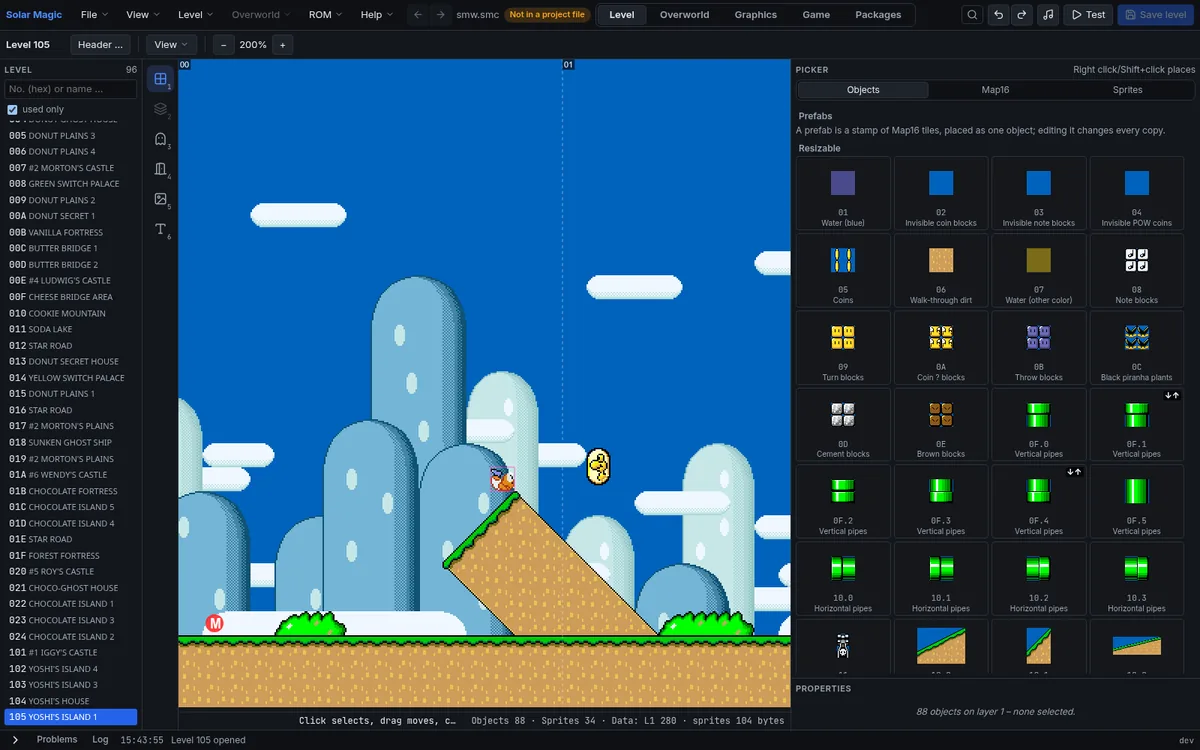 Solar Magic File View Level Overworld ROM Help smw.smc Not in a project file Level Overworld Graphics Game Packages Test Save level
Level 105 Header ... View − 200% +
LEVEL 96
No. (hex) or name ...
used only
005 DONUT PLAINS 3
006 DONUT PLAINS 4
007 #2 MORTON'S CASTLE
008 GREEN SWITCH PALACE
009 DONUT PLAINS 2
00A DONUT SECRET 1
00B VANILLA FORTRESS
00C BUTTER BRIDGE 1
00D BUTTER BRIDGE 2
00E #4 LUDWIG'S CASTLE
00F CHEESE BRIDGE AREA
010 COOKIE MOUNTAIN
011 SODA LAKE
012 STAR ROAD
013 DONUT SECRET HOUSE
014 YELLOW SWITCH PALACE
015 DONUT PLAINS 1
016 STAR ROAD
017 #2 MORTON'S PLAINS
018 SUNKEN GHOST SHIP
019 #2 MORTON'S PLAINS
01A #6 WENDY'S CASTLE
01B CHOCOLATE FORTRESS
01C CHOCOLATE ISLAND 5
01D CHOCOLATE ISLAND 4
01E STAR ROAD
01F FOREST FORTRESS
020 #5 ROY'S CASTLE
021 CHOCO-GHOST HOUSE
022 CHOCOLATE ISLAND 1
023 CHOCOLATE ISLAND 3
024 CHOCOLATE ISLAND 2
101 #1 IGGY'S CASTLE
102 YOSHI'S ISLAND 4
103 YOSHI'S ISLAND 3
104 YOSHI'S HOUSE
105 YOSHI'S ISLAND 1
1
2
3
4
5
T 6
00 01
M
Click selects, drag moves, c… Objects 88 · Sprites 34 · Data: L1 280 · sprites 104 bytes
PICKER Right click/Shift+click places
Objects Map16 Sprites
Prefabs
A prefab is a stamp of Map16 tiles, placed as one object; editing it changes every copy.
Resizable
01 02 03 04
Water (blue) Invisible coin blocks Invisible note blocks Invisible POW coins
05 06 07 08
Coins Walk-through dirt Water (other color) Note blocks
09 0A 0B 0C
Turn blocks Coin ? blocks Throw blocks Black piranha plants
0D 0E 0F.0 0F.1
Cement blocks Brown blocks Vertical pipes Vertical pipes
0F.2 0F.3 0F.4 0F.5
Vertical pipes Vertical pipes Vertical pipes Vertical pipes
10.0 10.1 10.2 10.3
Horizontal pipes Horizontal pipes Horizontal pipes Horizontal pipes
PROPERTIES
88 objects on layer 1 – none selected.
Problems Log 15:43:55 Level 105 opened dev